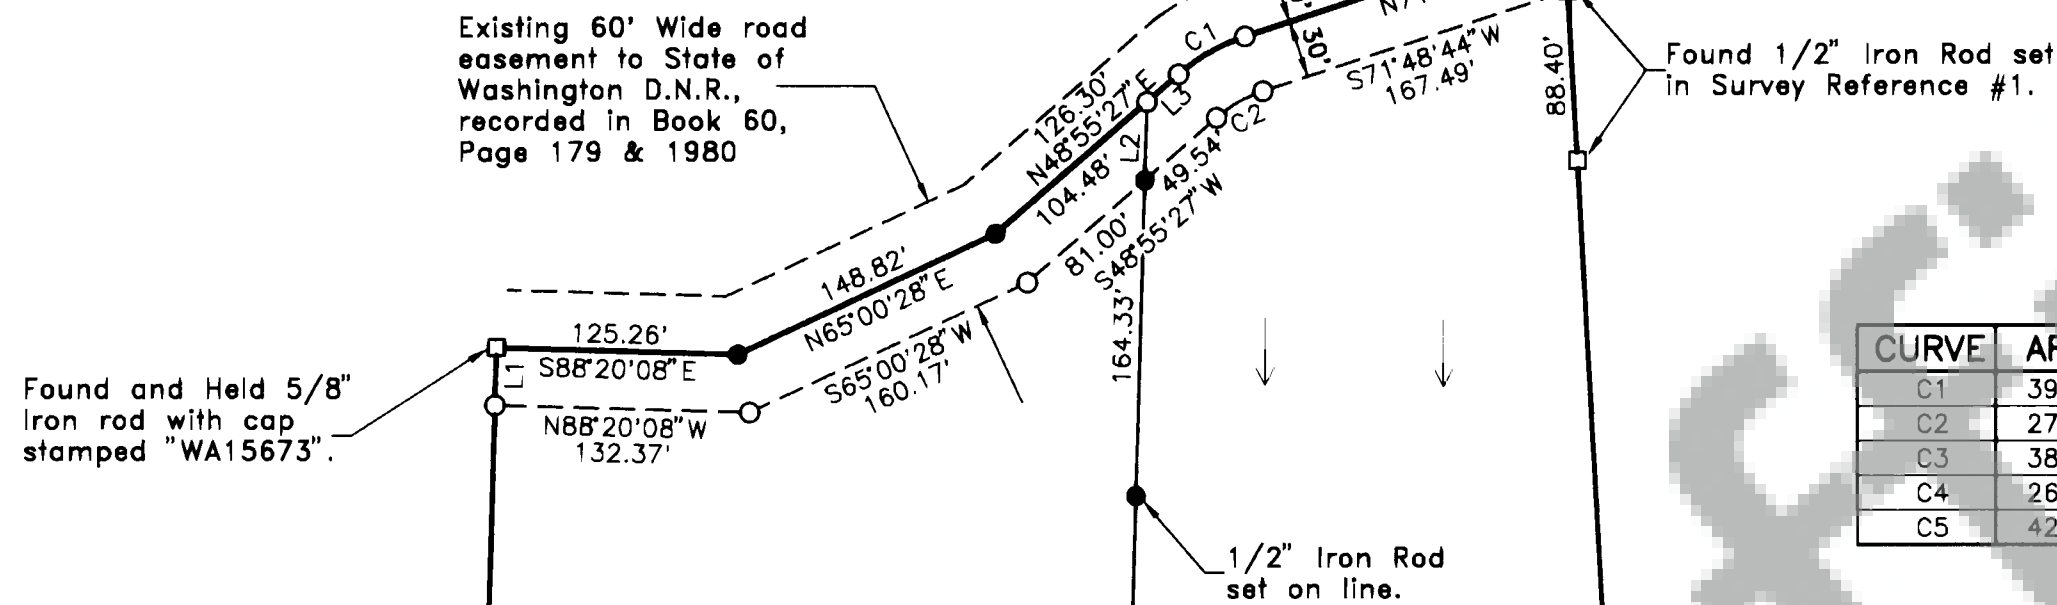 Existing 60' Wide road
easement to State of
Washington D.N.R.,
recorded in Book 60,
Page 179 & 1980
C1
30'
S71°48'44"W
167.49'
88.40'
Found 1/2" Iron Rod set
in Survey Reference #1.
126.30'
N48°55'27"E
104.48'
L3
C2
L2
49.54'
81.00'
S48°55'27"W
148.82'
N65°00'28"E
S65°00'28"W
160.17'
164.33'
125.26'
S88°20'08"E
L1
N88°20'08"W
132.37'
Found and Held 5/8"
Iron rod with cap
stamped "WA15673".
1/2" Iron Rod
set on line.
CURVE
C1 39
C2 27
C3 38
C4 26
C5 42